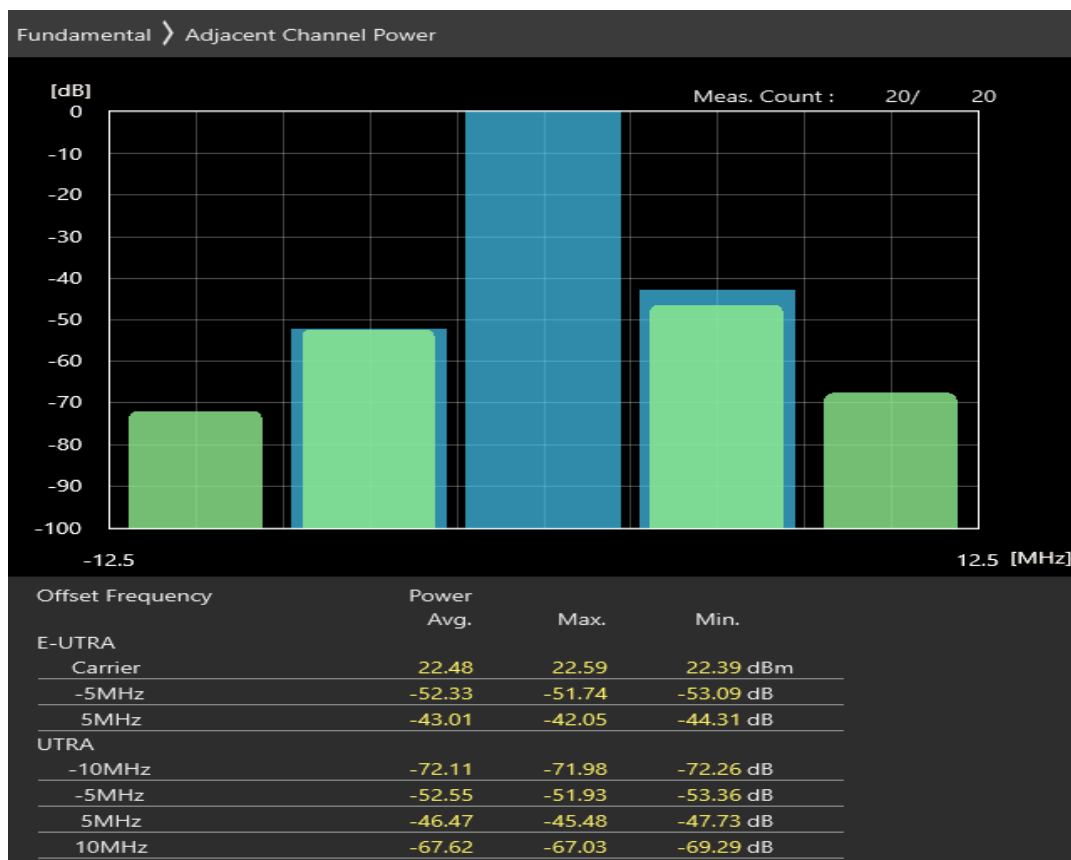 Fundamental 〉 Adjacent Channel Power
[dB]
Meas. Count : 20/ 20
0
-10
-20
-30
-40
-50
-60
-70
-80
-90
-100
-12.5 12.5 [MHz]
Offset Frequency Power
Avg. Max. Min.
E-UTRA
Carrier 22.48 22.59 22.39 dBm
-5MHz -52.33 -51.74 -53.09 dB
5MHz -43.01 -42.05 -44.31 dB
UTRA
-10MHz -72.11 -71.98 -72.26 dB
-5MHz -52.55 -51.93 -53.36 dB
5MHz -46.47 -45.48 -47.73 dB
10MHz -67.62 -67.03 -69.29 dB